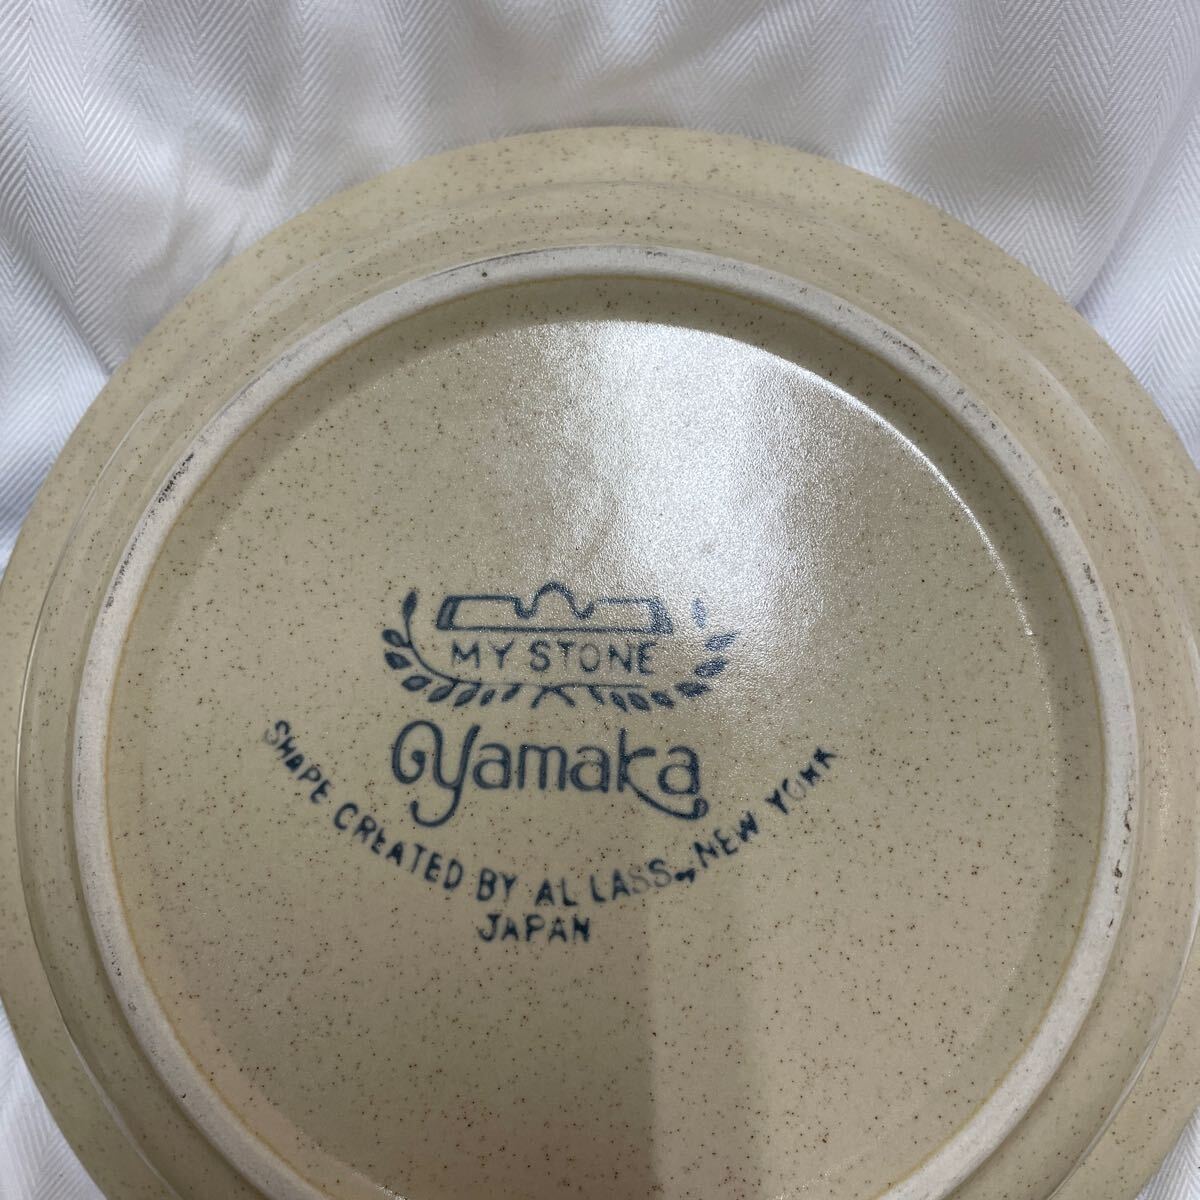 MY STONE
Yamaka
SHAPE CREATED BY AL LASS, NEW YORK
JAPAN